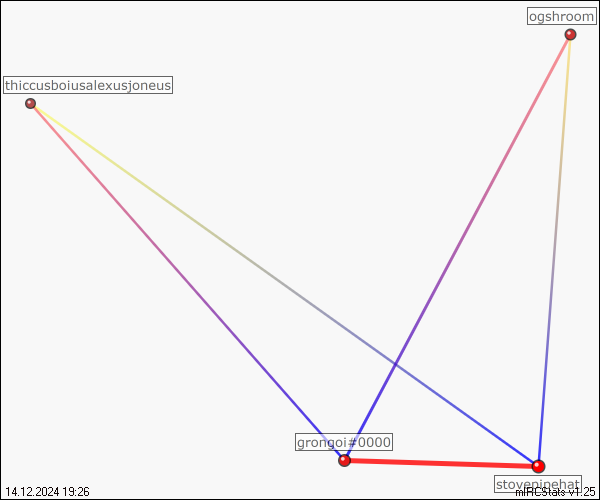 ogshroom
thiccusboiusalexusjoneus
grongoi#0000
stovepipehat
14.12.2024 19:26
mIRCStats v1.25